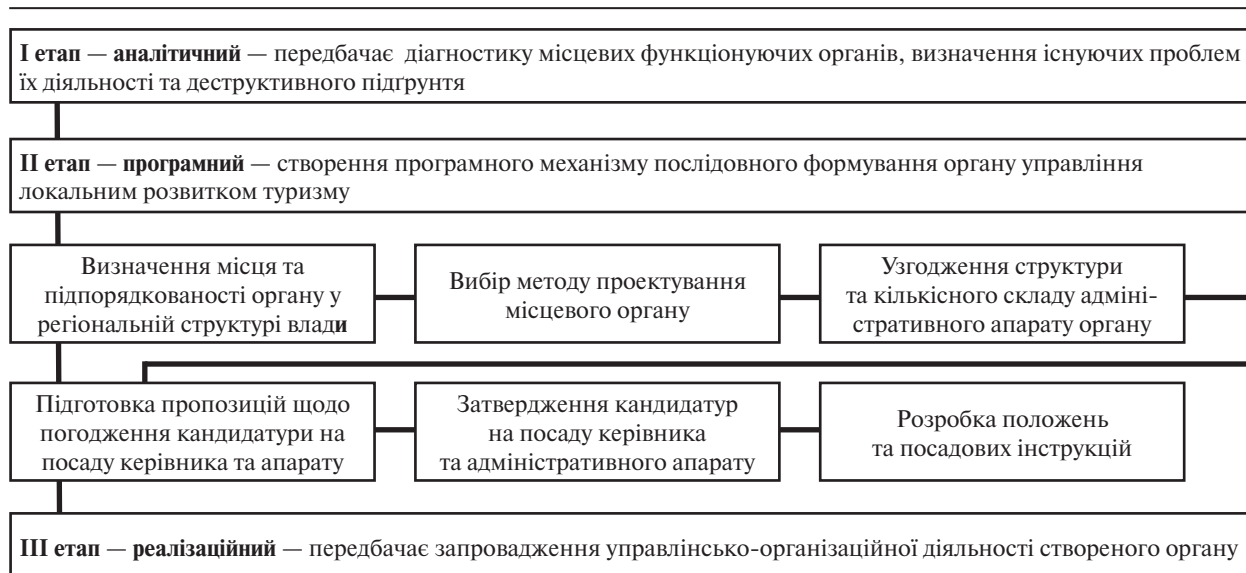 I етап — аналітичний — передбачає діагностику місцевих функціонуючих органів, визначення існуючих проблем
їх діяльності та деструктивного підґрунтя
II етап — програмний — створення програмного механізму послідовного формування органу управління
локальним розвитком туризму
Визначення місця та
підпорядкованості органу у
регіональній структурі влади
Вибір методу проектування
місцевого органу
Узгодження структури
та кількісного складу адміні-
стративного апарату органу
Підготовка пропозицій щодо
погодження кандидатури на
посаду керівника та апарату
Затвердження кандидатур
на посаду керівника
та адміністративного апарату
Розробка положень
та посадових інструкцій
III етап — реалізаційний — передбачає запровадження управлінсько-організаційної діяльності створеного органу